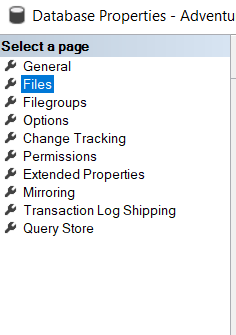 Database Properties - Adventu
Select a page
General
Files
Filegroups
Options
Change Tracking
Permissions
Extended Properties
Mirroring
Transaction Log Shipping
Query Store